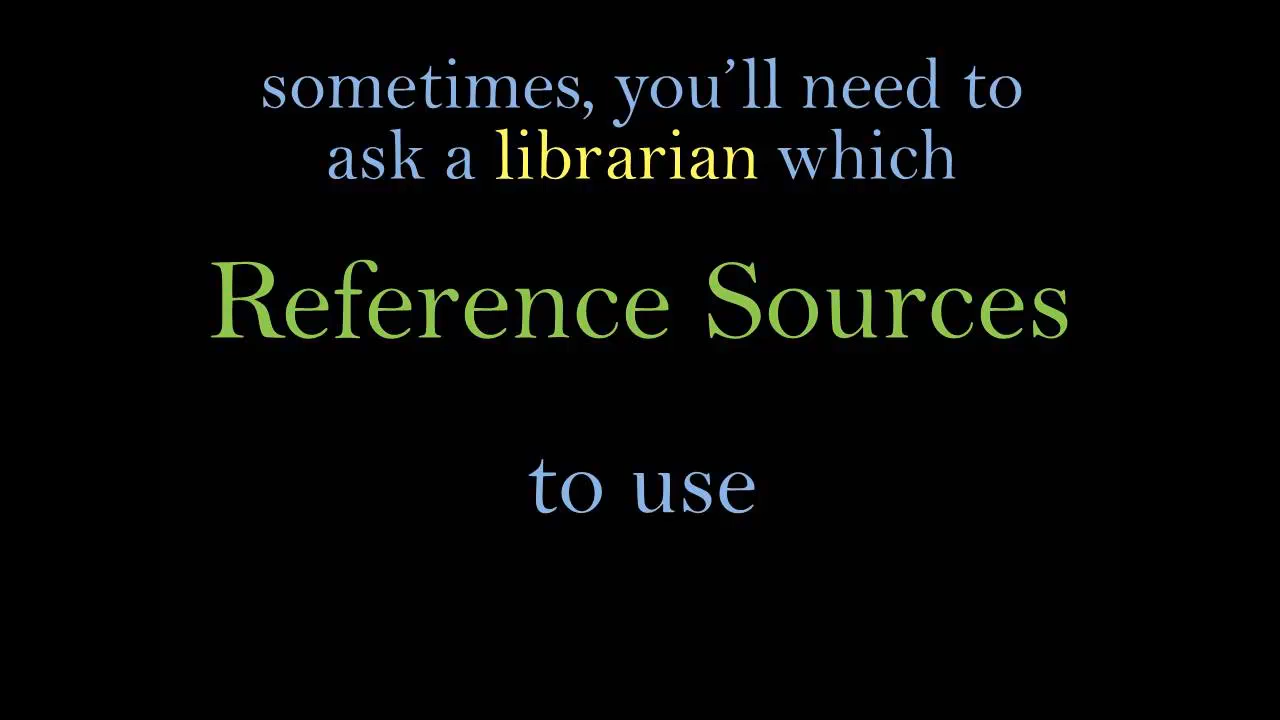 sometimes, you’ll need to
ask a librarian which
Reference Sources
to use